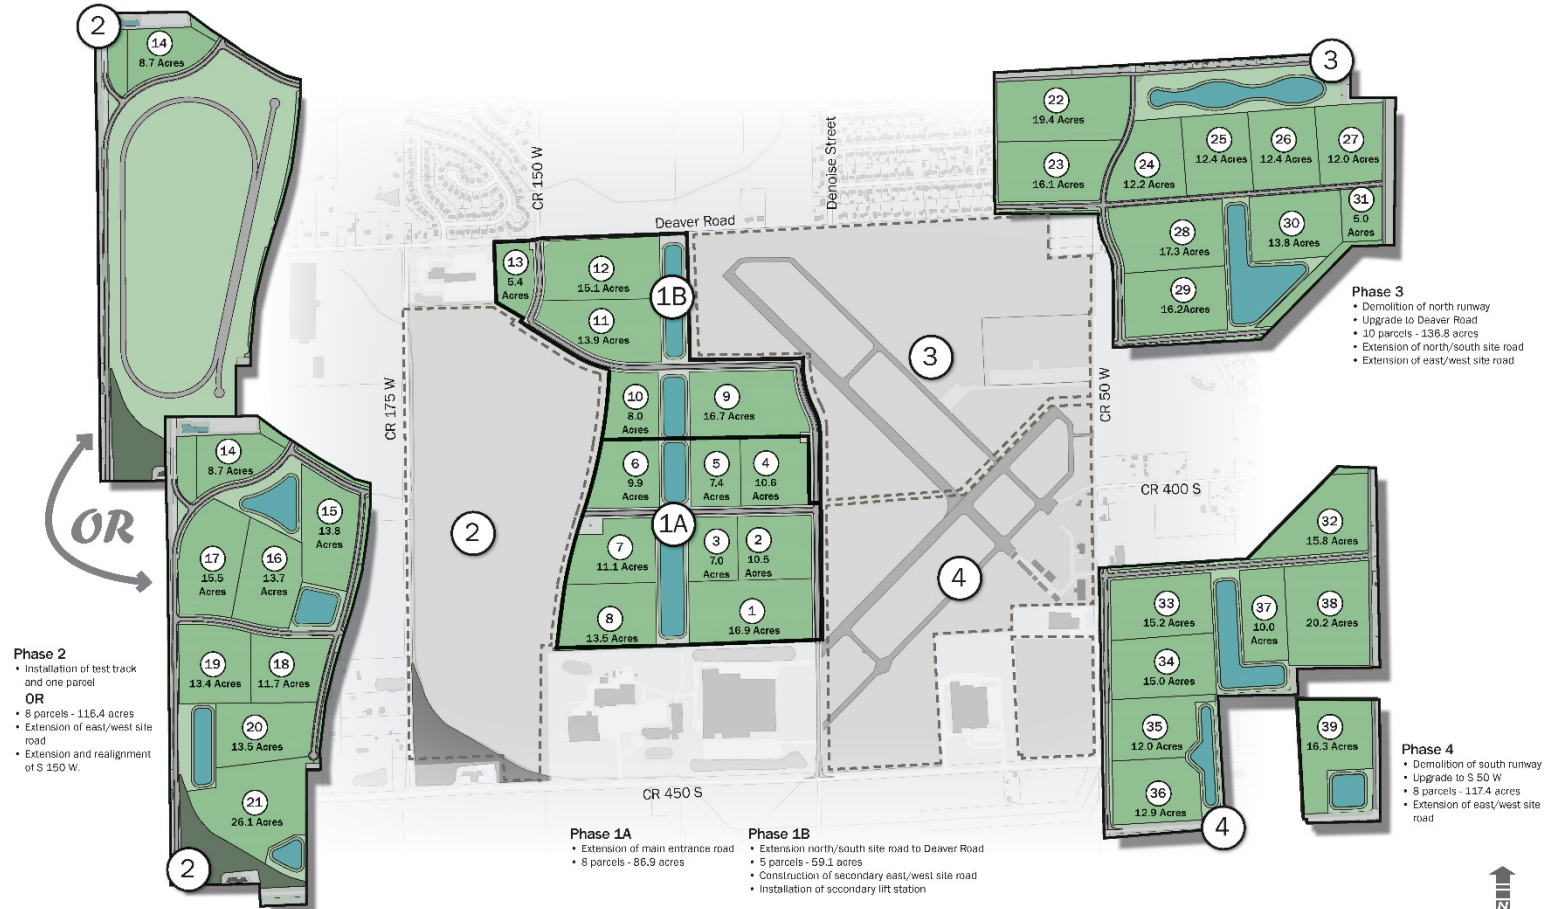 2
14
8.7 Acres
OR
14
8.7 Acres
15
13.8
Acres
17
15.5
Acres
16
13.7
Acres
19
13.4 Acres
18
11.7 Acres
20
13.5 Acres
21
26.1 Acres
2
Phase 2
• Installation of test track
and one parcel
OR
• 8 parcels - 116.4 acres
• Extension of east/west site
road
• Extension and realignment
of S 150 W.
CR 150 W
Denoise Street
Deaver Road
CR 175 W
CR 50 W
CR 400 S
CR 450 S
13
5.4
Acres
12
15.1 Acres
1B
11
13.9 Acres
10
8.0
Acres
9
16.7 Acres
6
9.9
Acres
5
7.4
Acres
4
10.6
Acres
1A
7
11.1 Acres
3
7.0
Acres
2
10.5
Acres
8
13.5 Acres
1
16.9 Acres
2
3
4
Phase 1A
• Extension of main entrance road
• 8 parcels - 86.9 acres
Phase 1B
• Extension north/south site road to Deaver Road
• 5 parcels - 59.1 acres
• Construction of secondary east/west site road
• Installation of secondary lift station
3
22
19.4 Acres
23
16.1 Acres
24
12.2 Acres
25
12.4 Acres
26
12.4 Acres
27
12.0 Acres
28
17.3 Acres
29
16.2Acres
30
13.8 Acres
31
5.0
Acres
Phase 3
• Demolition of north runway
• Upgrade to Deaver Road
• 10 parcels - 136.8 acres
• Extension of north/south site road
• Extension of east/west site road
32
15.8 Acres
33
15.2 Acres
37
10.0
Acres
38
20.2 Acres
34
15.0 Acres
35
12.0 Acres
36
12.9 Acres
39
16.3 Acres
4
Phase 4
• Demolition of south runway
• Upgrade to S 50 W
• 8 parcels - 117.4 acres
• Extension of east/west site
road
N